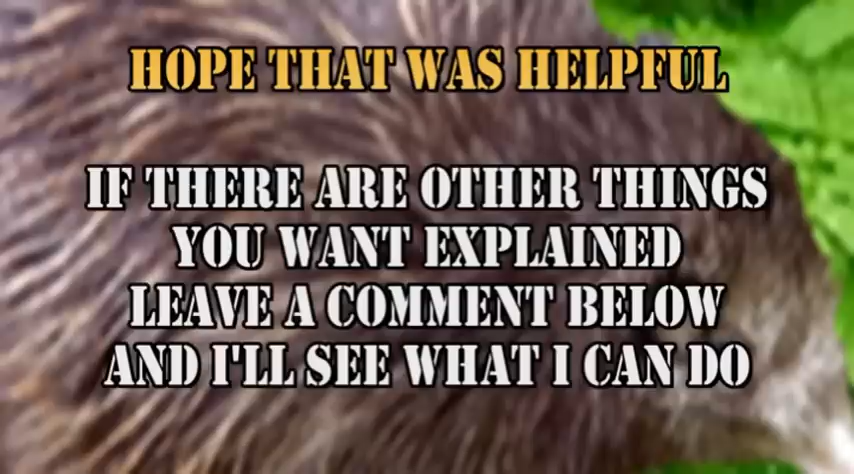 HOPE THAT WAS HELPFUL
IF THERE ARE OTHER THINGS
YOU WANT EXPLAINED
LEAVE A COMMENT BELOW
AND I'LL SEE WHAT I CAN DO